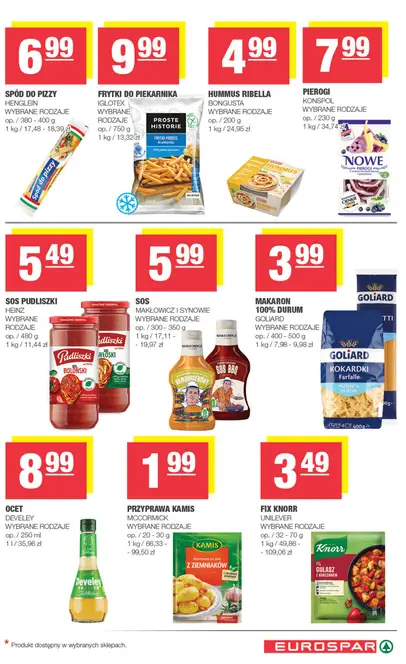 6 99
SPÓD DO PIZZY
HENGLEIN
WYBRANE RODZAJE
op. / 380 - 400 g
1 kg / 17,48 - 18,39 zł
Spód do pizzy
9 99
FRYTKI DO PIEKARNIKA
IGLOTEX
WYBRANE
RODZAJE
op. / 750 g
1 kg / 13,32 zł
PROSTE HISTORIE
FRYTKI PROSTE
4 99
HUMMUS RIBELLA
BONGUSTA
WYBRANE RODZAJE
op. / 200 g
1 kg / 24,95 zł
7 99
PIEROGI
KONSPOL
WYBRANE RODZAJE
op. / 230 g
1 kg / 34,74
NOWE
5 49
SOS PUDLISZKI
HEINZ
WYBRANE
RODZAJE
op. / 480 g
1 kg / 11,44 zł
Pudliszki
BOLOŃSKI
WŁOSKI
5 99
SOS
MAKŁOWICZ I SYNOWIE
WYBRANE RODZAJE
op. / 300 - 350 g
1 kg / 17,11 -
- 19,97 zł
SOS BBQ
3 99
MAKARON
100% DURUM
GOLIARD
WYBRANE RODZAJE
op. / 400 - 500 g
1 kg / 7,98 - 9,98 zł
GOLIARD
GOLIARD
KOKARDKI
Farfalle
8 99
OCET
DEVELEY
WYBRANE RODZAJE
op. / 250 ml
1 l / 35,96 zł
Develey
1 99
PRZYPRAWA KAMIS
MCCORMICK
WYBRANE RODZAJE
op. / 20 - 30 g
1 kg / 66,33 -
- 99,50 zł
KAMIS
Z ZIEMNIAKÓW
3 49
FIX KNORR
UNILEVER
WYBRANE RODZAJE
op. / 32 - 70 g
1 kg / 49,86 -
- 109,06 zł
Knorr
FIX
GULASZ
* Produkt dostępny w wybranych sklepach.
EUROSPAR